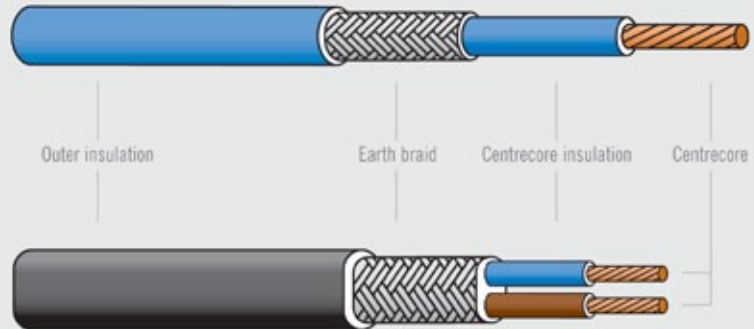 Outer insulation
Earth braid
Centrecore insulation
Centrecore